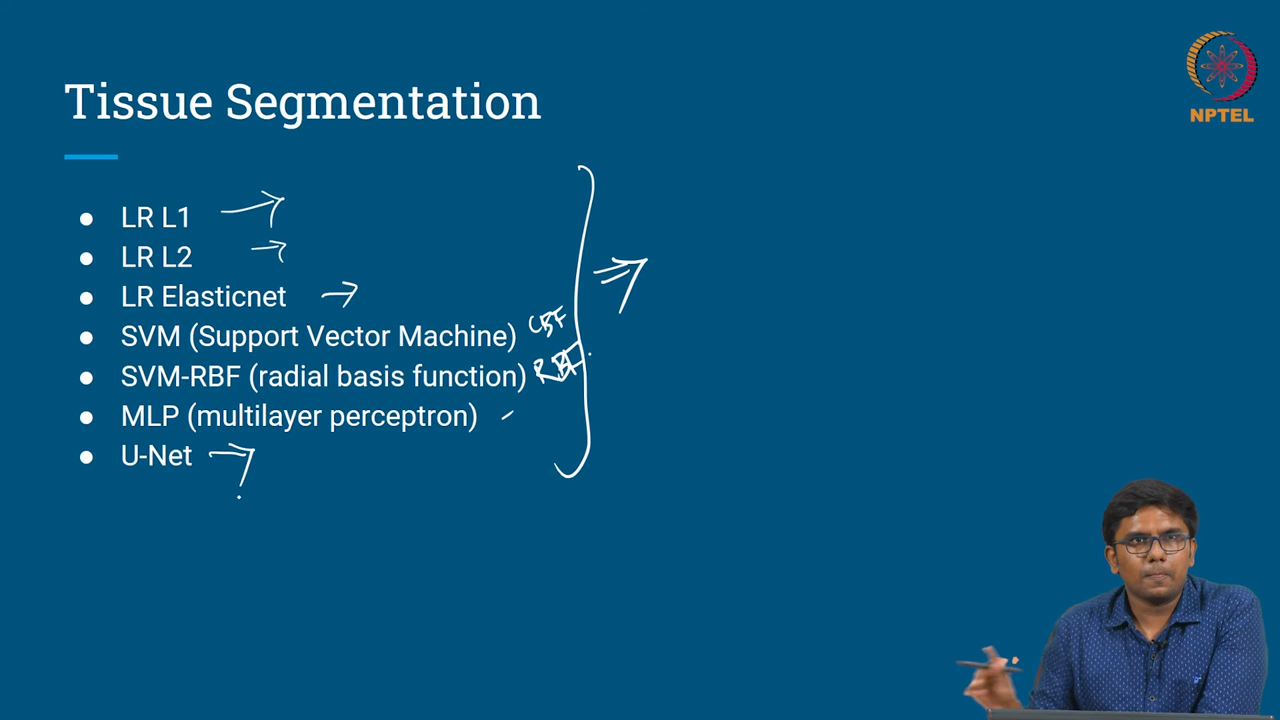 Tissue Segmentation
NPTEL
● LR L1
● LR L2
● LR Elasticnet
● SVM (Support Vector Machine)
● SVM-RBF (radial basis function) RBF
● MLP (multilayer perceptron)
● U-Net